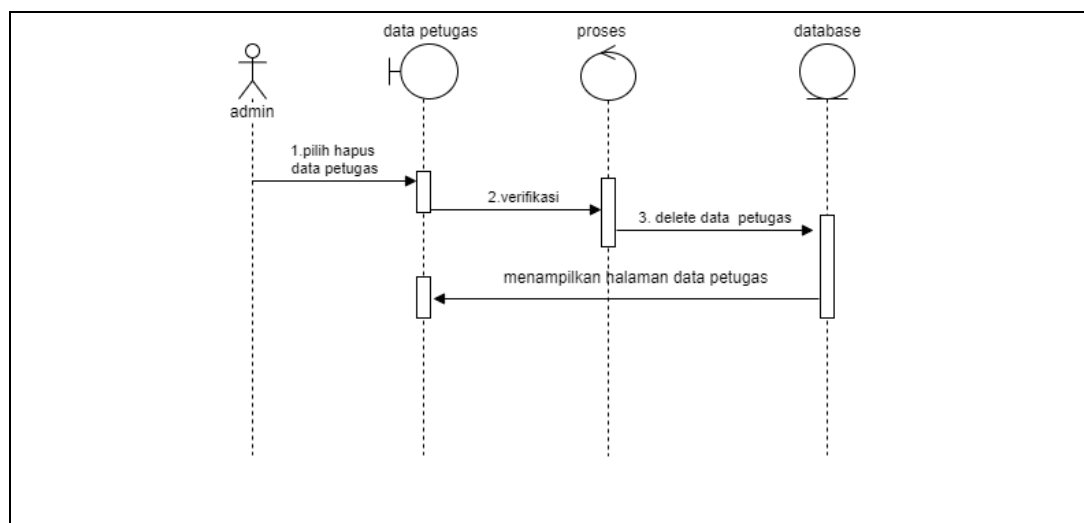 data petugas
proses
database
admin
1.pilih hapus
data petugas
2.verifikasi
3. delete data petugas
menampilkan halaman data petugas